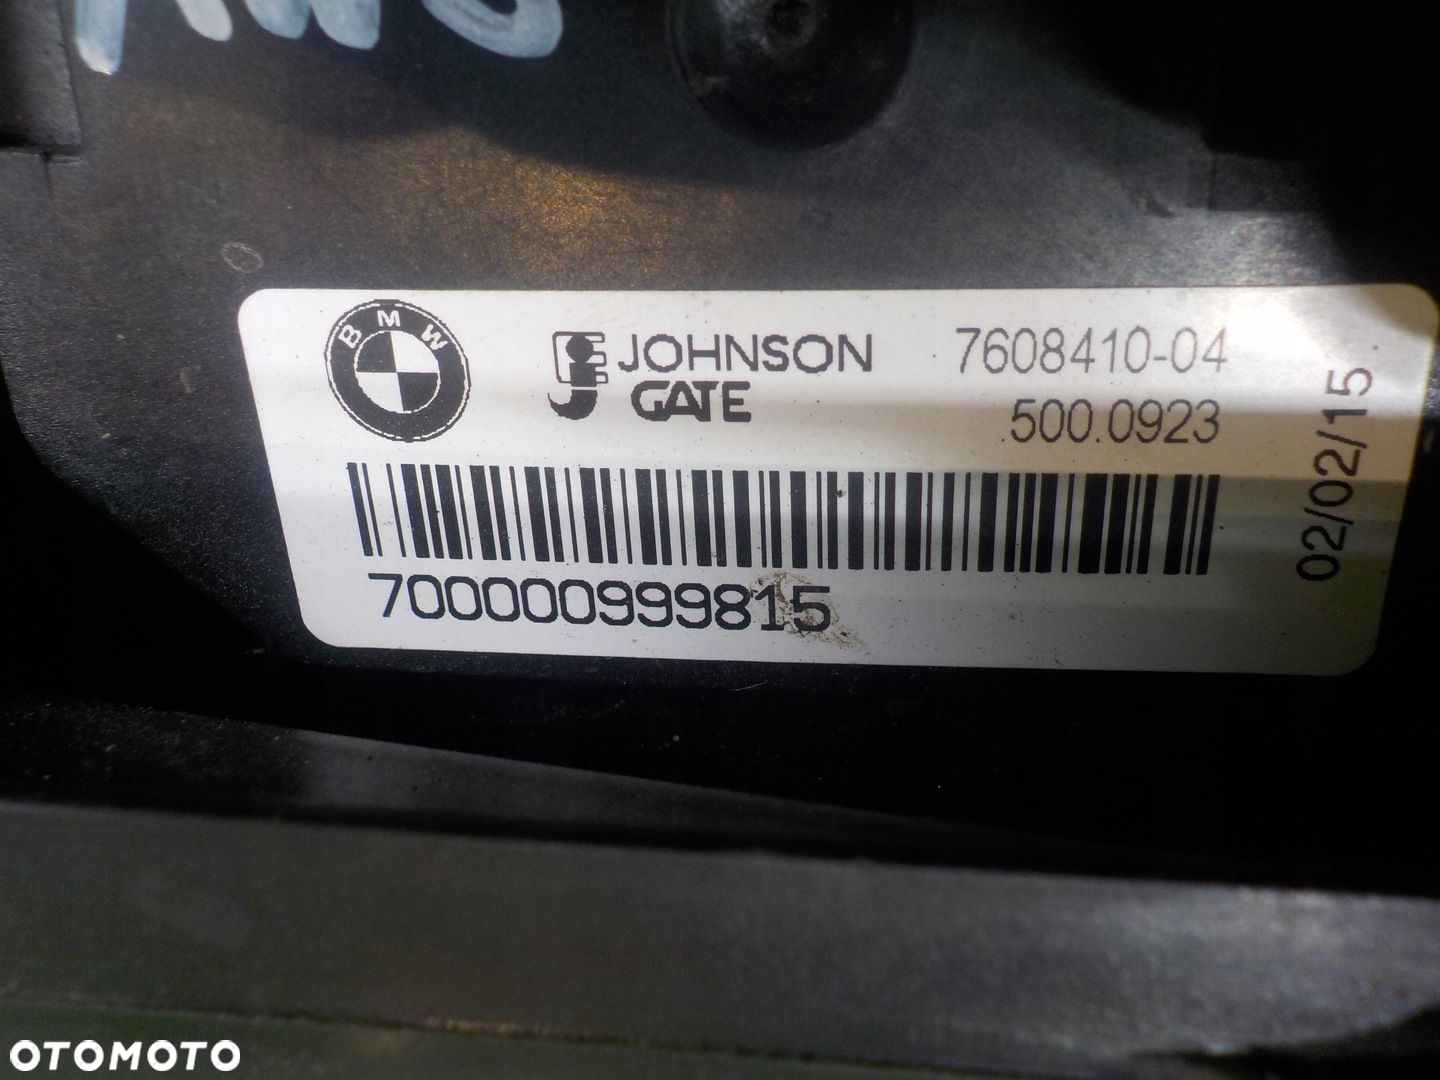 BMW
JOHNSON
GATE
7608410-04
.500.0923
02/02/15
700000999815
OTOMOTO